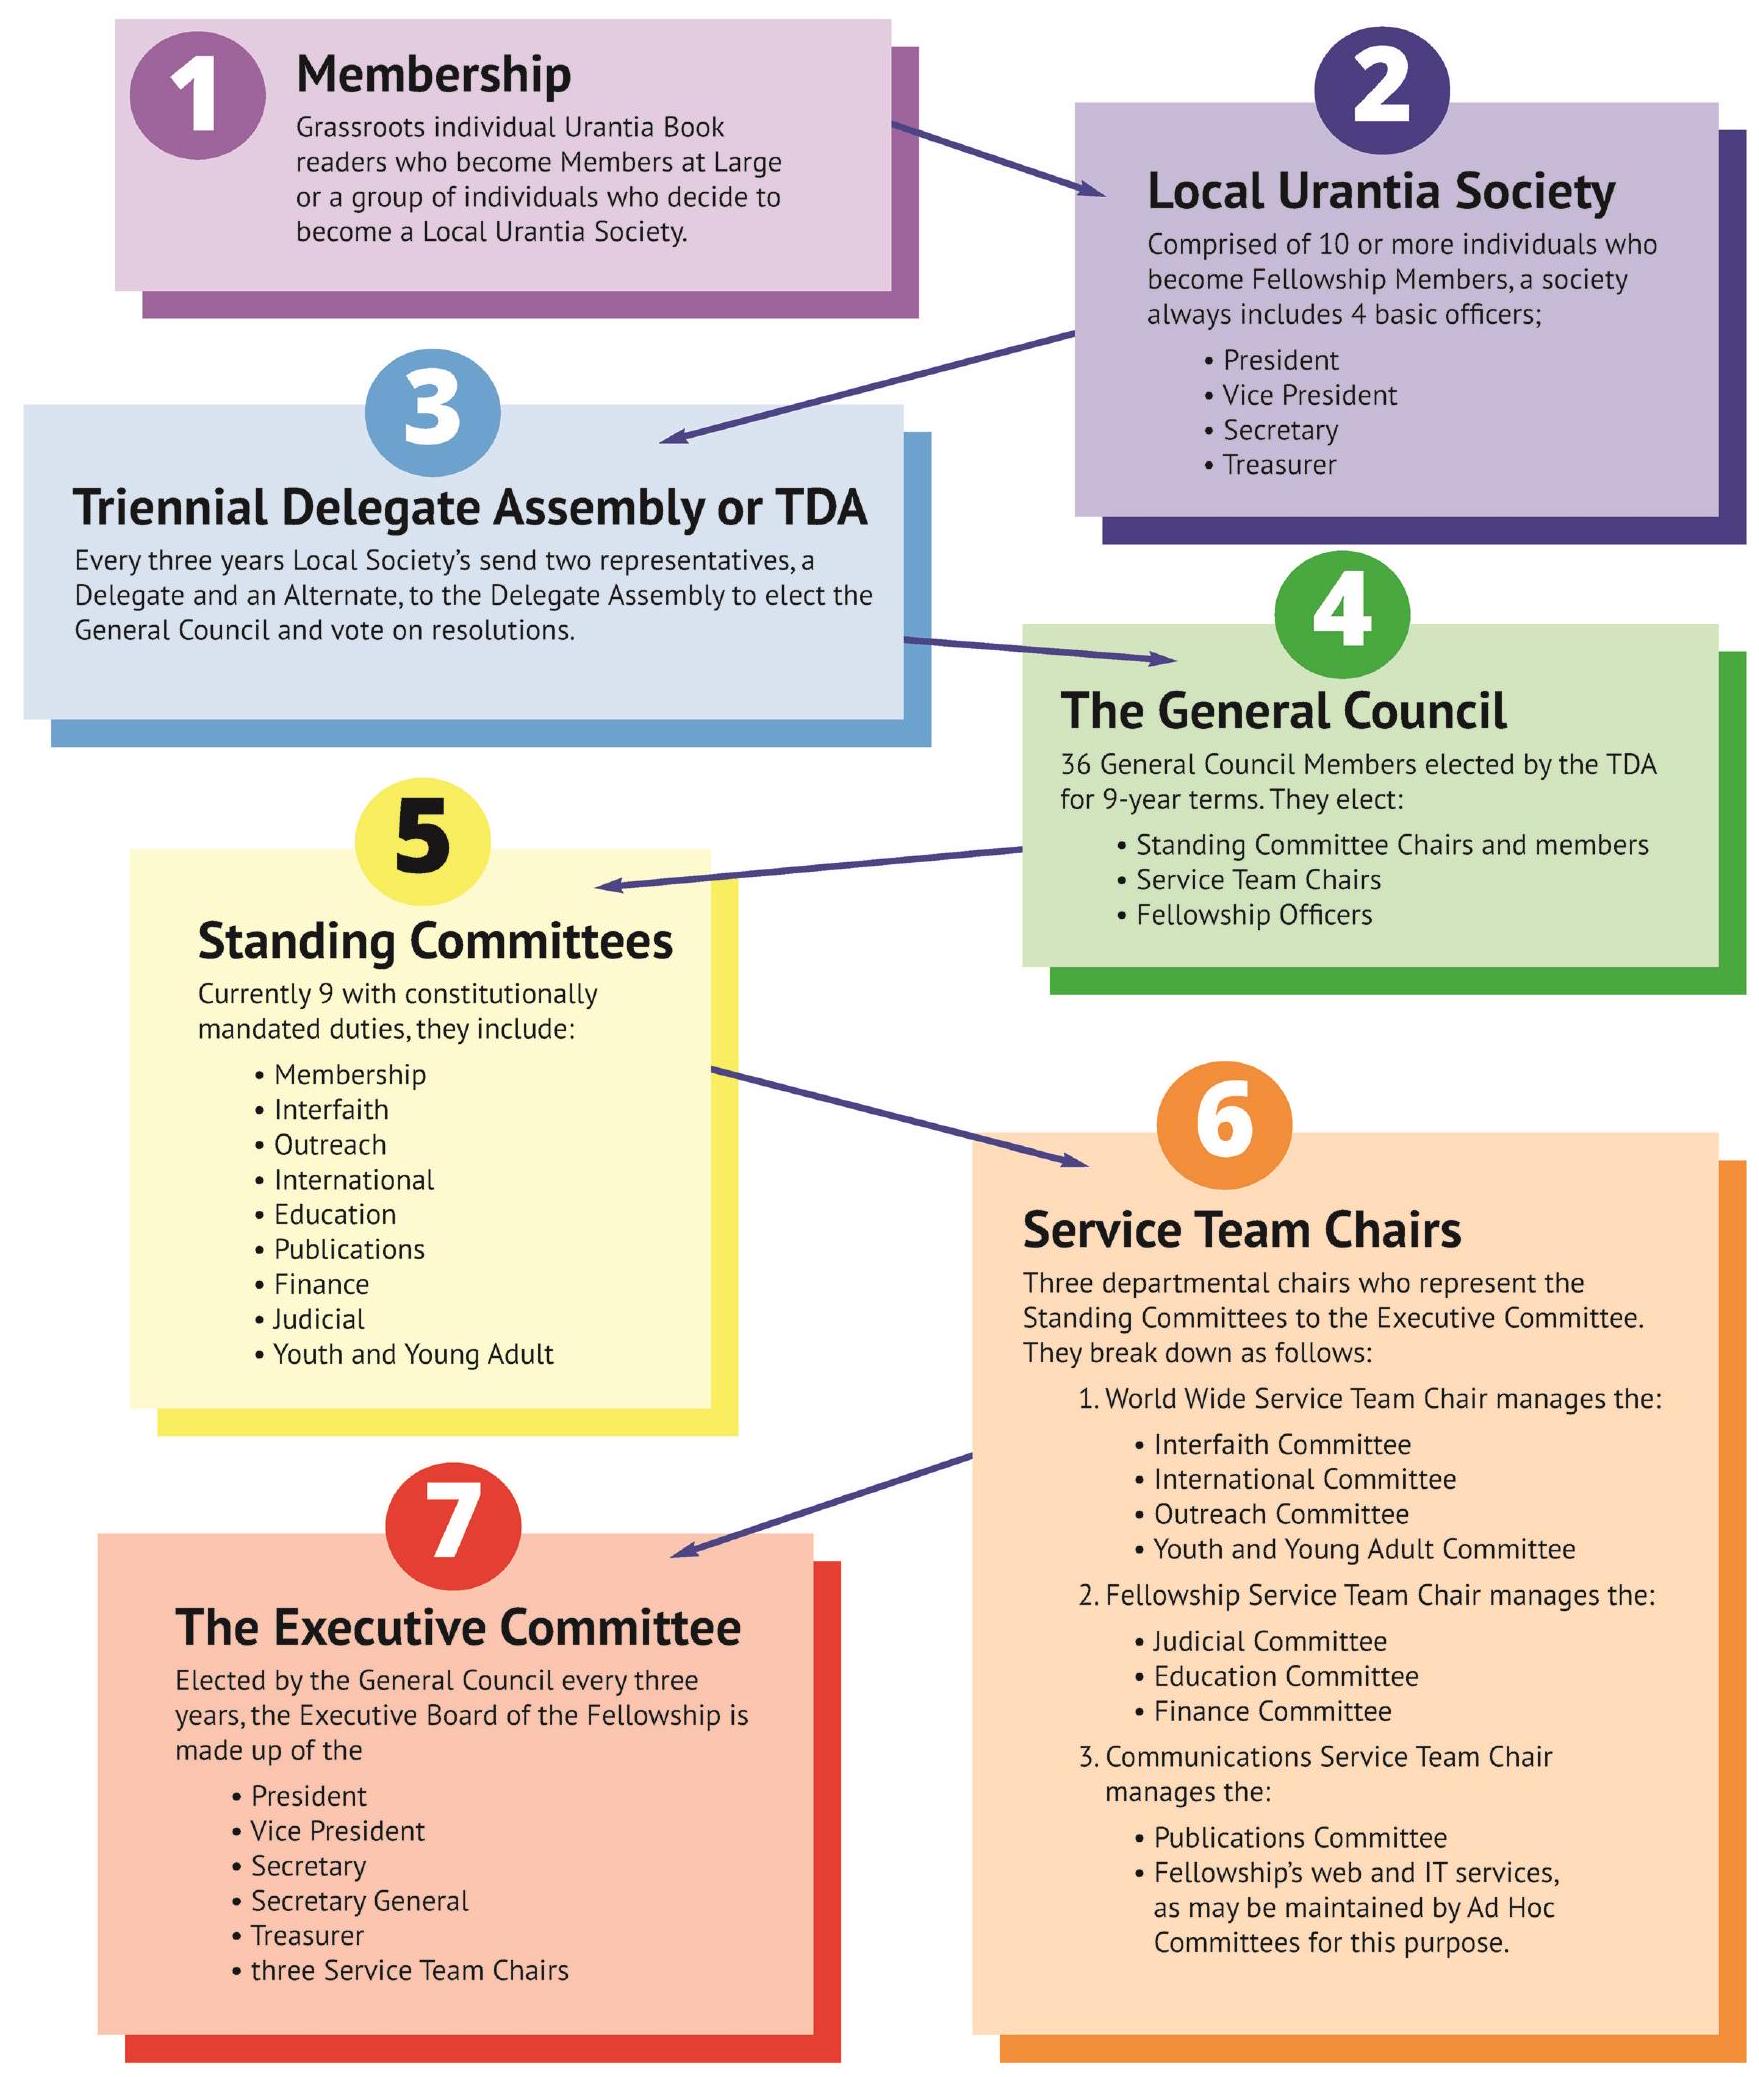 1
Membership
Grassroots individual Urantia Book
readers who become Members at Large
or a group of individuals who decide to
become a Local Urantia Society.
2
Local Urantia Society
Comprised of 10 or more individuals who
become Fellowship Members, a society
always includes 4 basic officers;
• President
• Vice President
• Secretary
• Treasurer
3
Triennial Delegate Assembly or TDA
Every three years Local Society's send two representatives, a
Delegate and an Alternate, to the Delegate Assembly to elect the
General Council and vote on resolutions.
4
The General Council
36 General Council Members elected by the TDA
for 9-year terms. They elect:
• Standing Committee Chairs and members
• Service Team Chairs
• Fellowship Officers
5
Standing Committees
Currently 9 with constitutionally
mandated duties, they include:
• Membership
• Interfaith
• Outreach
• International
• Education
• Publications
• Finance
• Judicial
• Youth and Young Adult
6
Service Team Chairs
Three departmental chairs who represent the
Standing Committees to the Executive Committee.
They break down as follows:
1. World Wide Service Team Chair manages the:
• Interfaith Committee
• International Committee
• Outreach Committee
• Youth and Young Adult Committee
2. Fellowship Service Team Chair manages the:
• Judicial Committee
• Education Committee
• Finance Committee
3. Communications Service Team Chair
manages the:
• Publications Committee
• Fellowship's web and IT services,
as may be maintained by Ad Hoc
Committees for this purpose.
7
The Executive Committee
Elected by the General Council every three
years, the Executive Board of the Fellowship is
made up of the
• President
• Vice President
• Secretary
• Secretary General
• Treasurer
• three Service Team Chairs